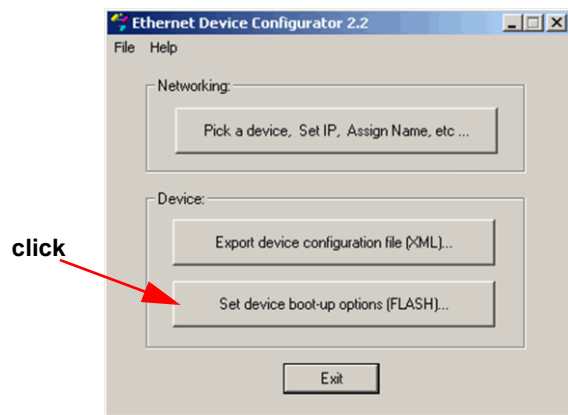 Ethernet Device Configurator 2.2
File Help
Networking:
Pick a device, Set IP, Assign Name, etc ...
Device:
Export device configuration file (XML)...
click
Set device boot-up options (FLASH)...
Exit